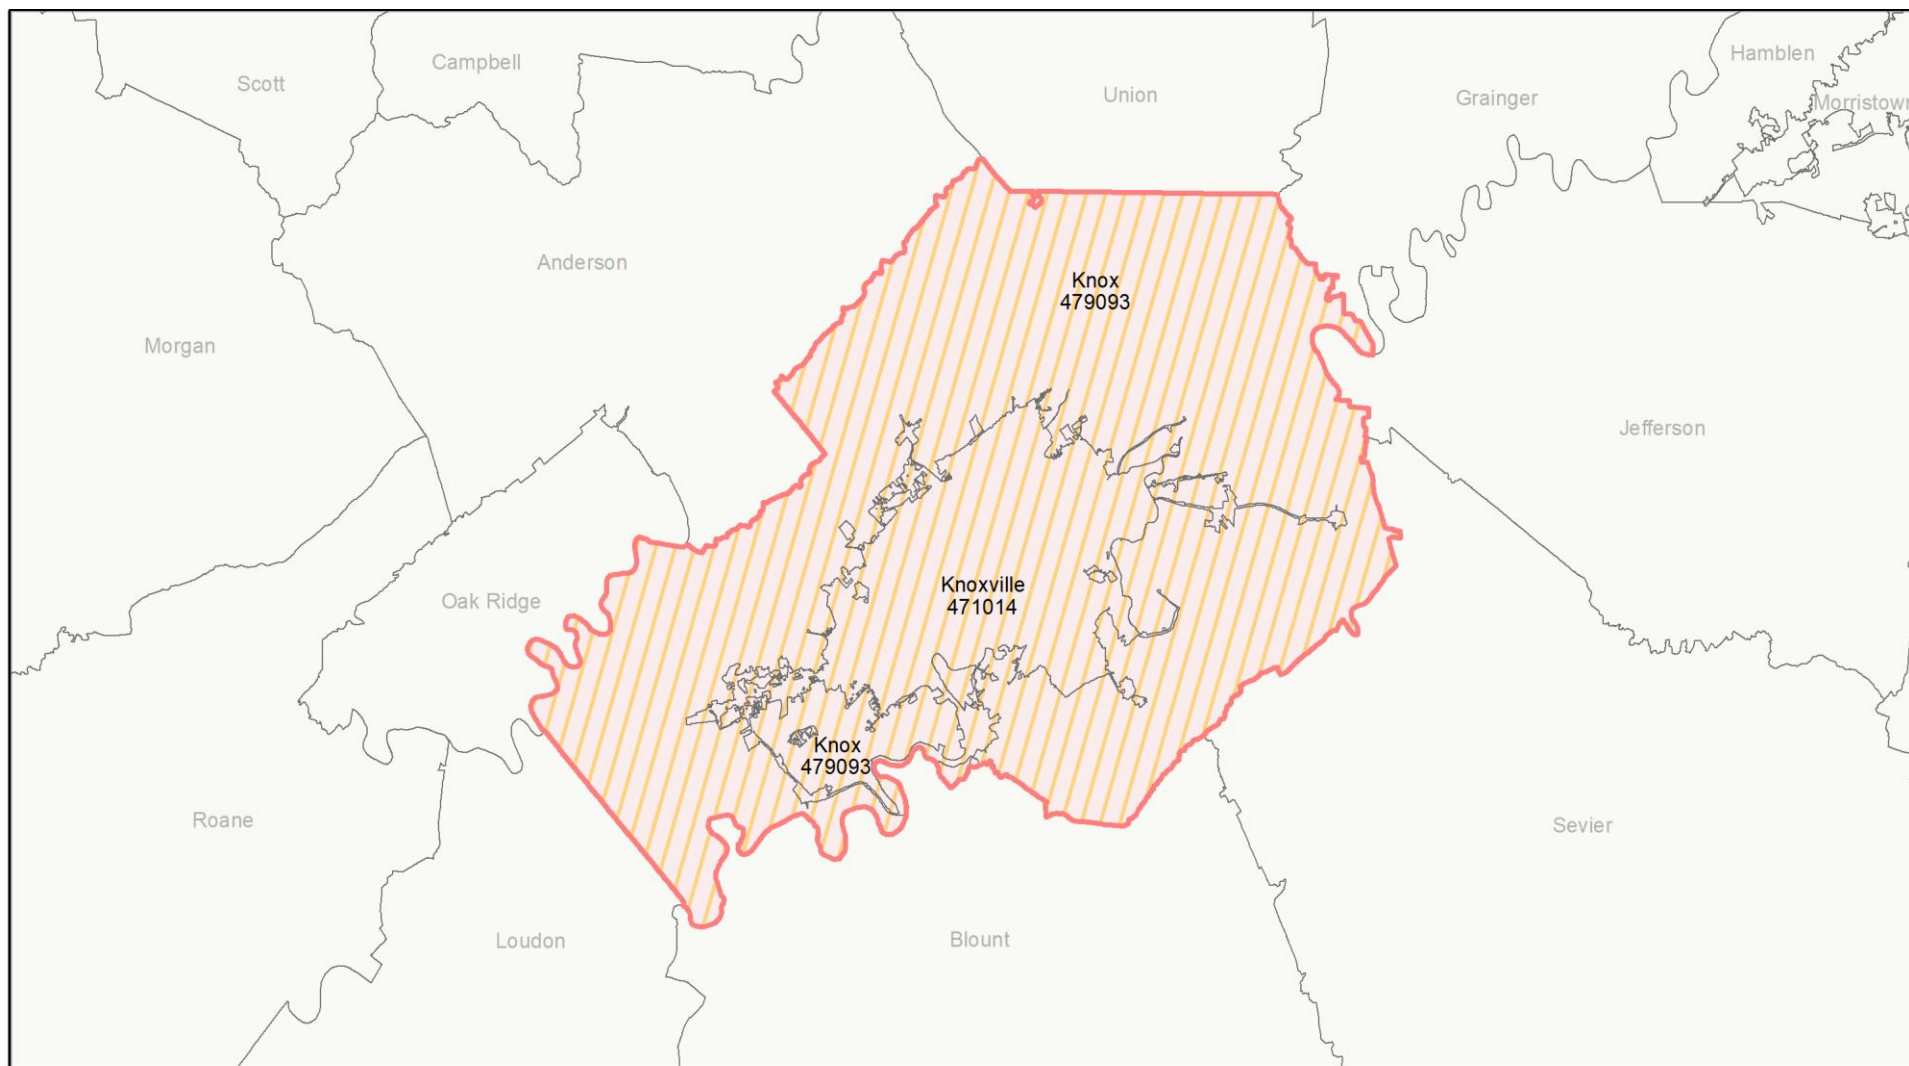 Hamblen
Campbell
Scott
Union
Grainger
Morristown
Anderson
Knox
479093
Morgan
Jefferson
Knoxville
471014
Oak Ridge
Knox
479093
Roane
Sevier
Loudon
Blount